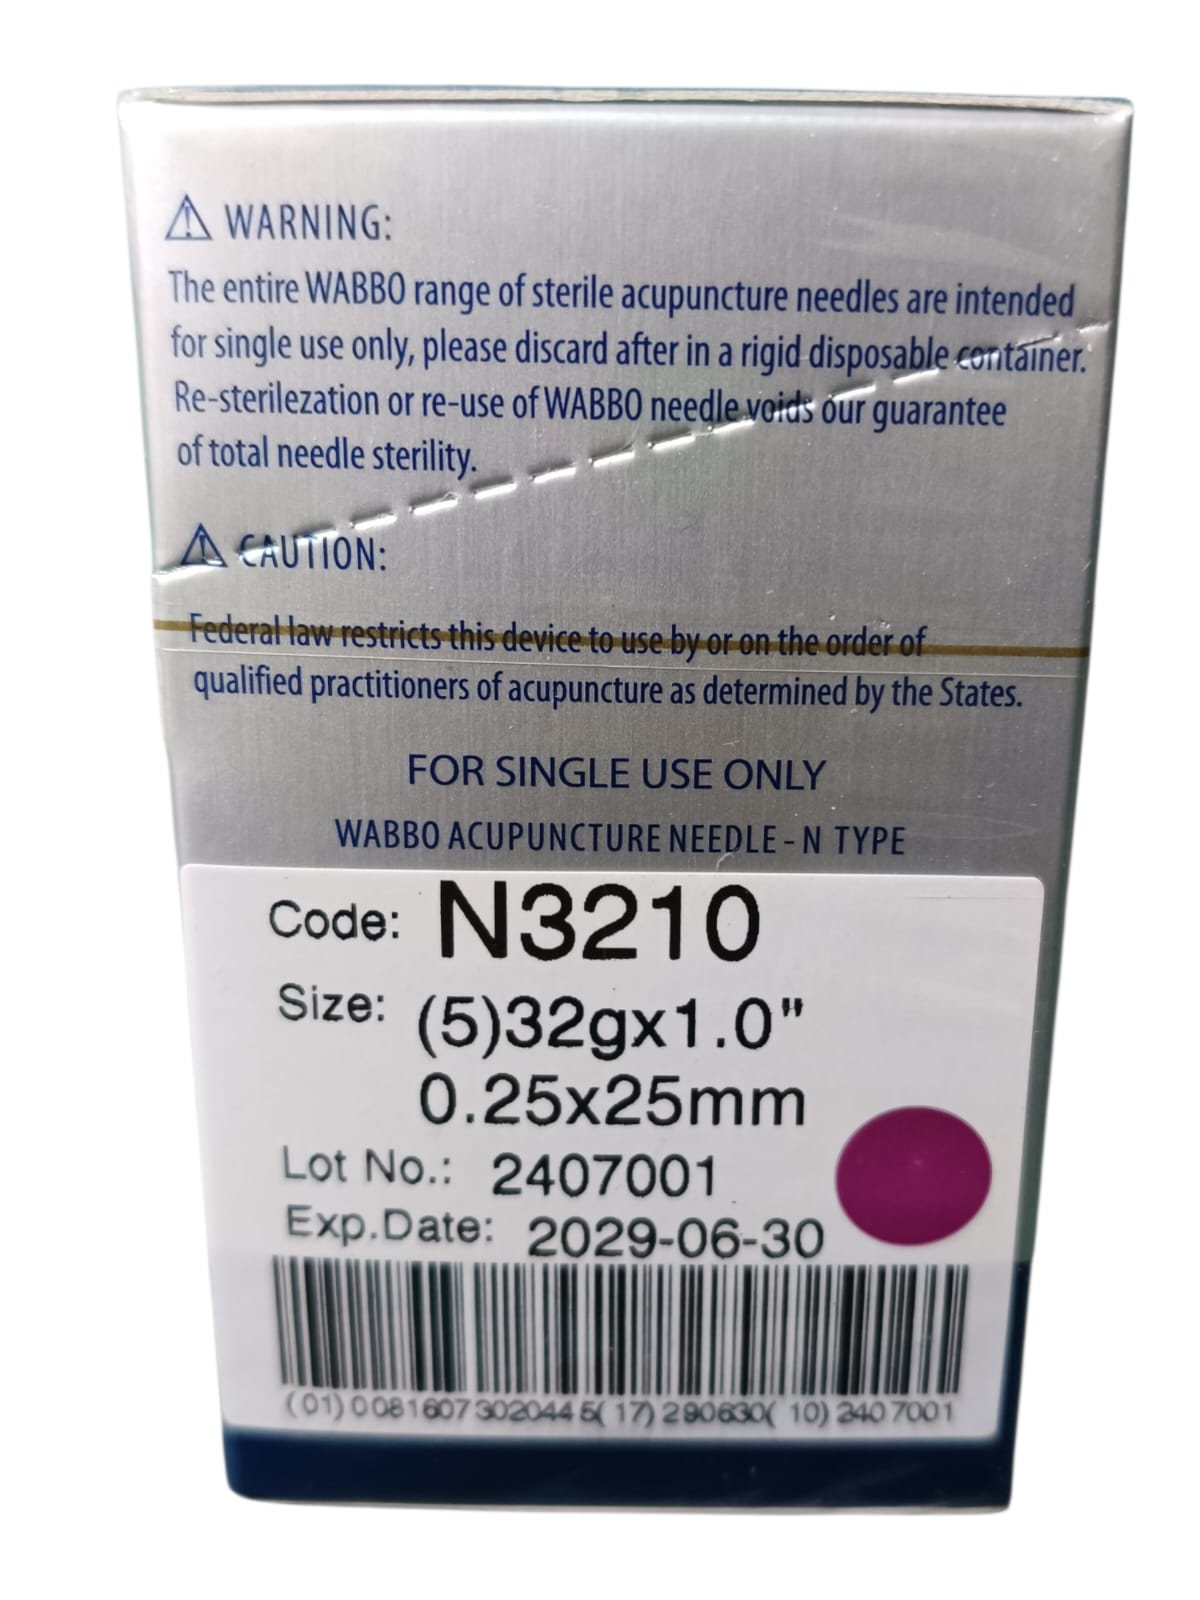 ⚠ WARNING:
The entire WABBO range of sterile acupuncture needles are intended
for single use only, please discard after in a rigid disposable container.
Re-sterilezation or re-use of WABBO needle voids our guarantee
of total needle sterility.
⚠ CAUTION:
Federal law restricts this device to use by or on the order of
qualified practitioners of acupuncture as determined by the States.
FOR SINGLE USE ONLY
WABBO ACUPUNCTURE NEEDLE - N TYPE
Code: N3210
Size: (5)32gx1.0"
0.25x25mm
Lot No.: 2407001
Exp.Date: 2029-06-30
(01)00816073020445(17)290630(10)2407001